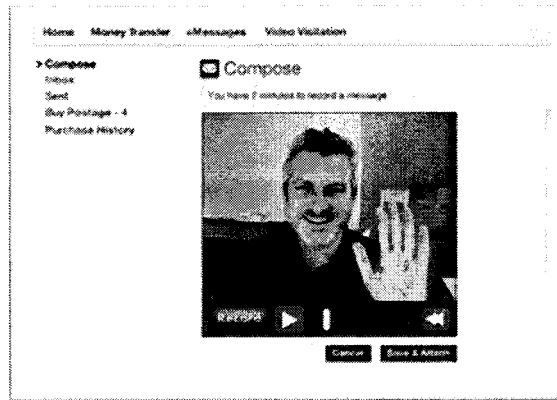 Home Money Transfer eMessages Video Visitation
> Compose
Inbox
Sent
Buy Postage - 4
Purchase History
Compose
You have 2 minutes to record a message
Record
Cancel Save & Attach